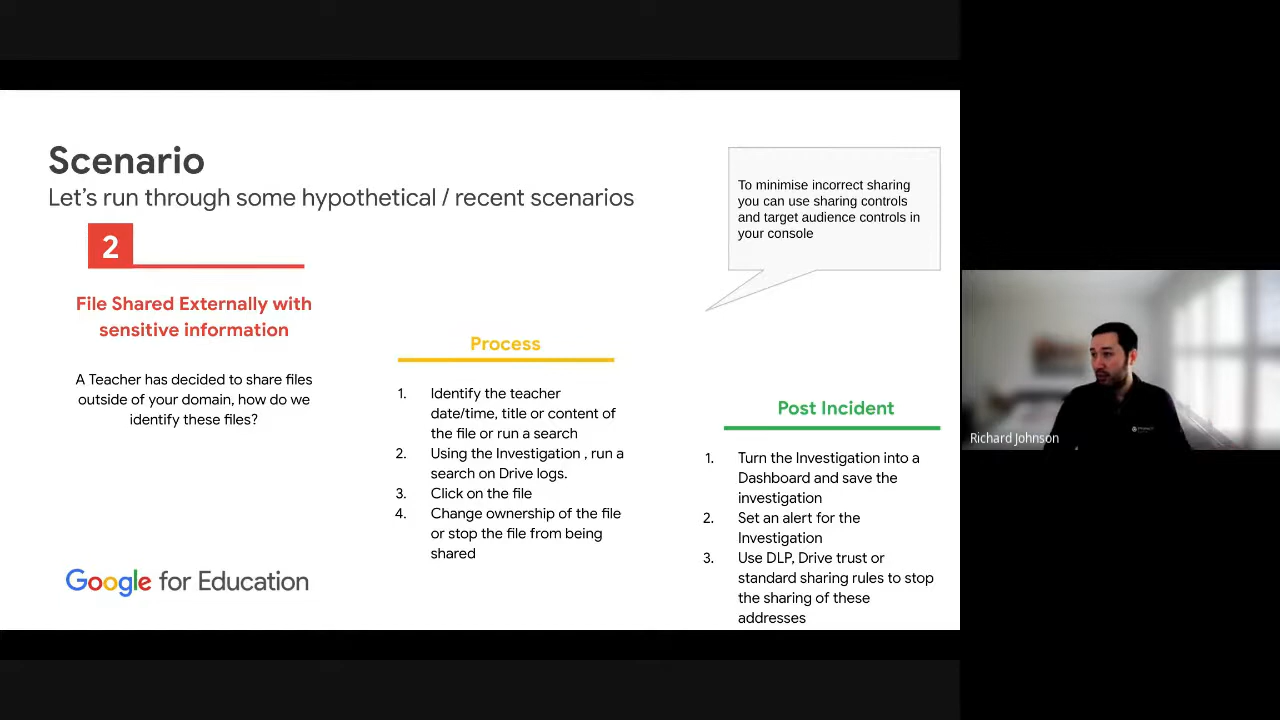 Scenario
Let's run through some hypothetical / recent scenarios
2
File Shared Externally with
sensitive information
A Teacher has decided to share files
outside of your domain, how do we
identify these files?
Process
1. Identify the teacher
date/time, title or content of
the file or run a search
2. Using the Investigation , run a
search on Drive logs.
3. Click on the file
4. Change ownership of the file
or stop the file from being
shared
To minimise incorrect sharing
you can use sharing controls
and target audience controls in
your console
Post Incident
1. Turn the Investigation into a
Dashboard and save the
investigation
2. Set an alert for the
Investigation
3. Use DLP, Drive trust or
standard sharing rules to stop
the sharing of these
addresses
Google for Education
Richard Johnson